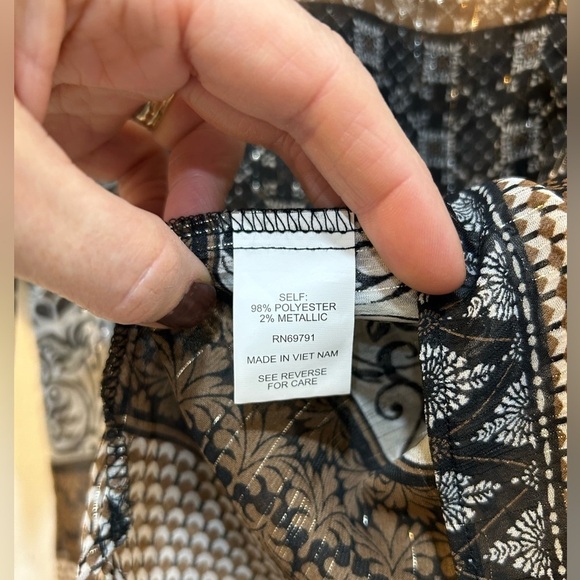 SELF:
98% POLYESTER
2% METALLIC
RN69791
MADE IN VIET NAM
SEE REVERSE
FOR CARE